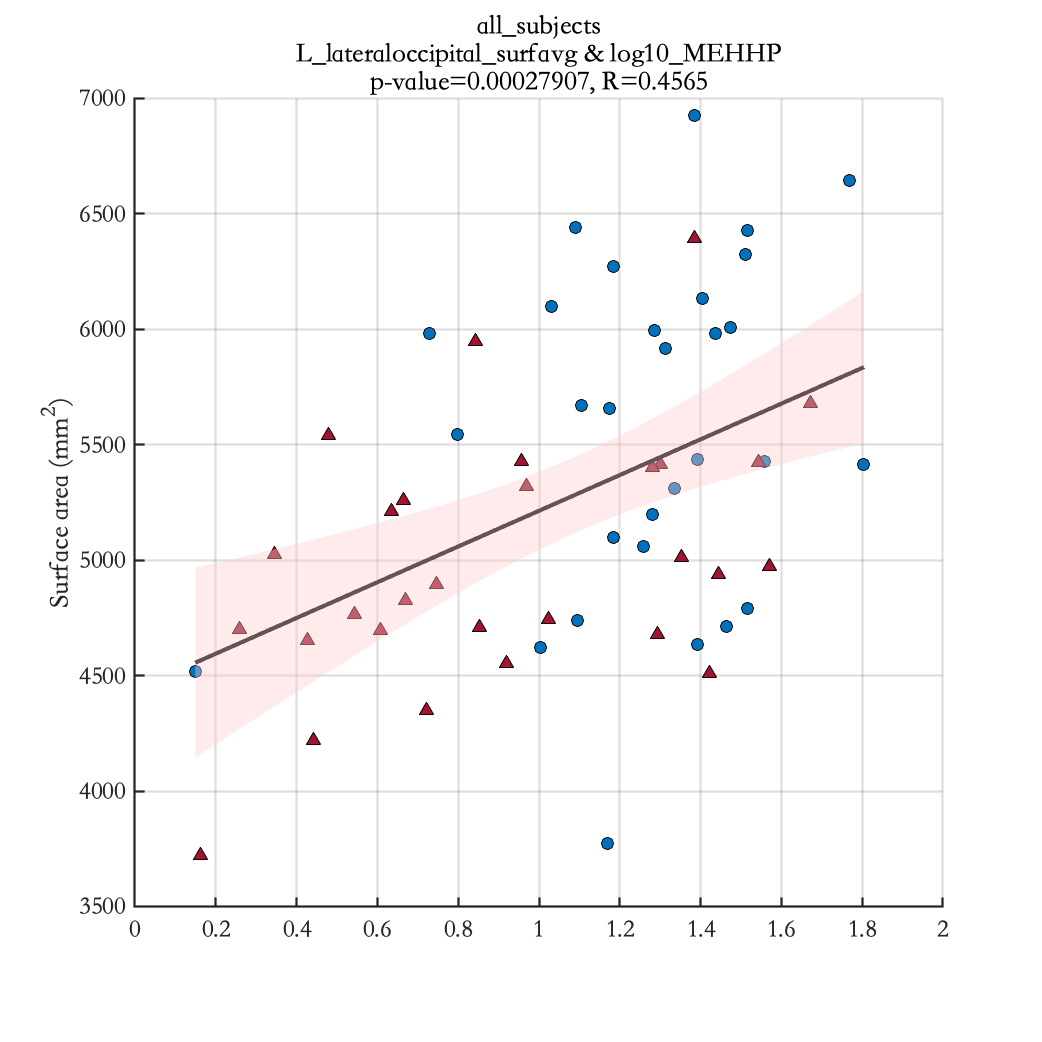 all_subjects
L_lateraloccipital_surfavg & log10_MEHHP
p-value=0.00027907, R=0.4565
7000
6500
6000
5500
5000
4500
4000
3500
Surface area (mm²)
0 0.2 0.4 0.6 0.8 1 1.2 1.4 1.6 1.8 2